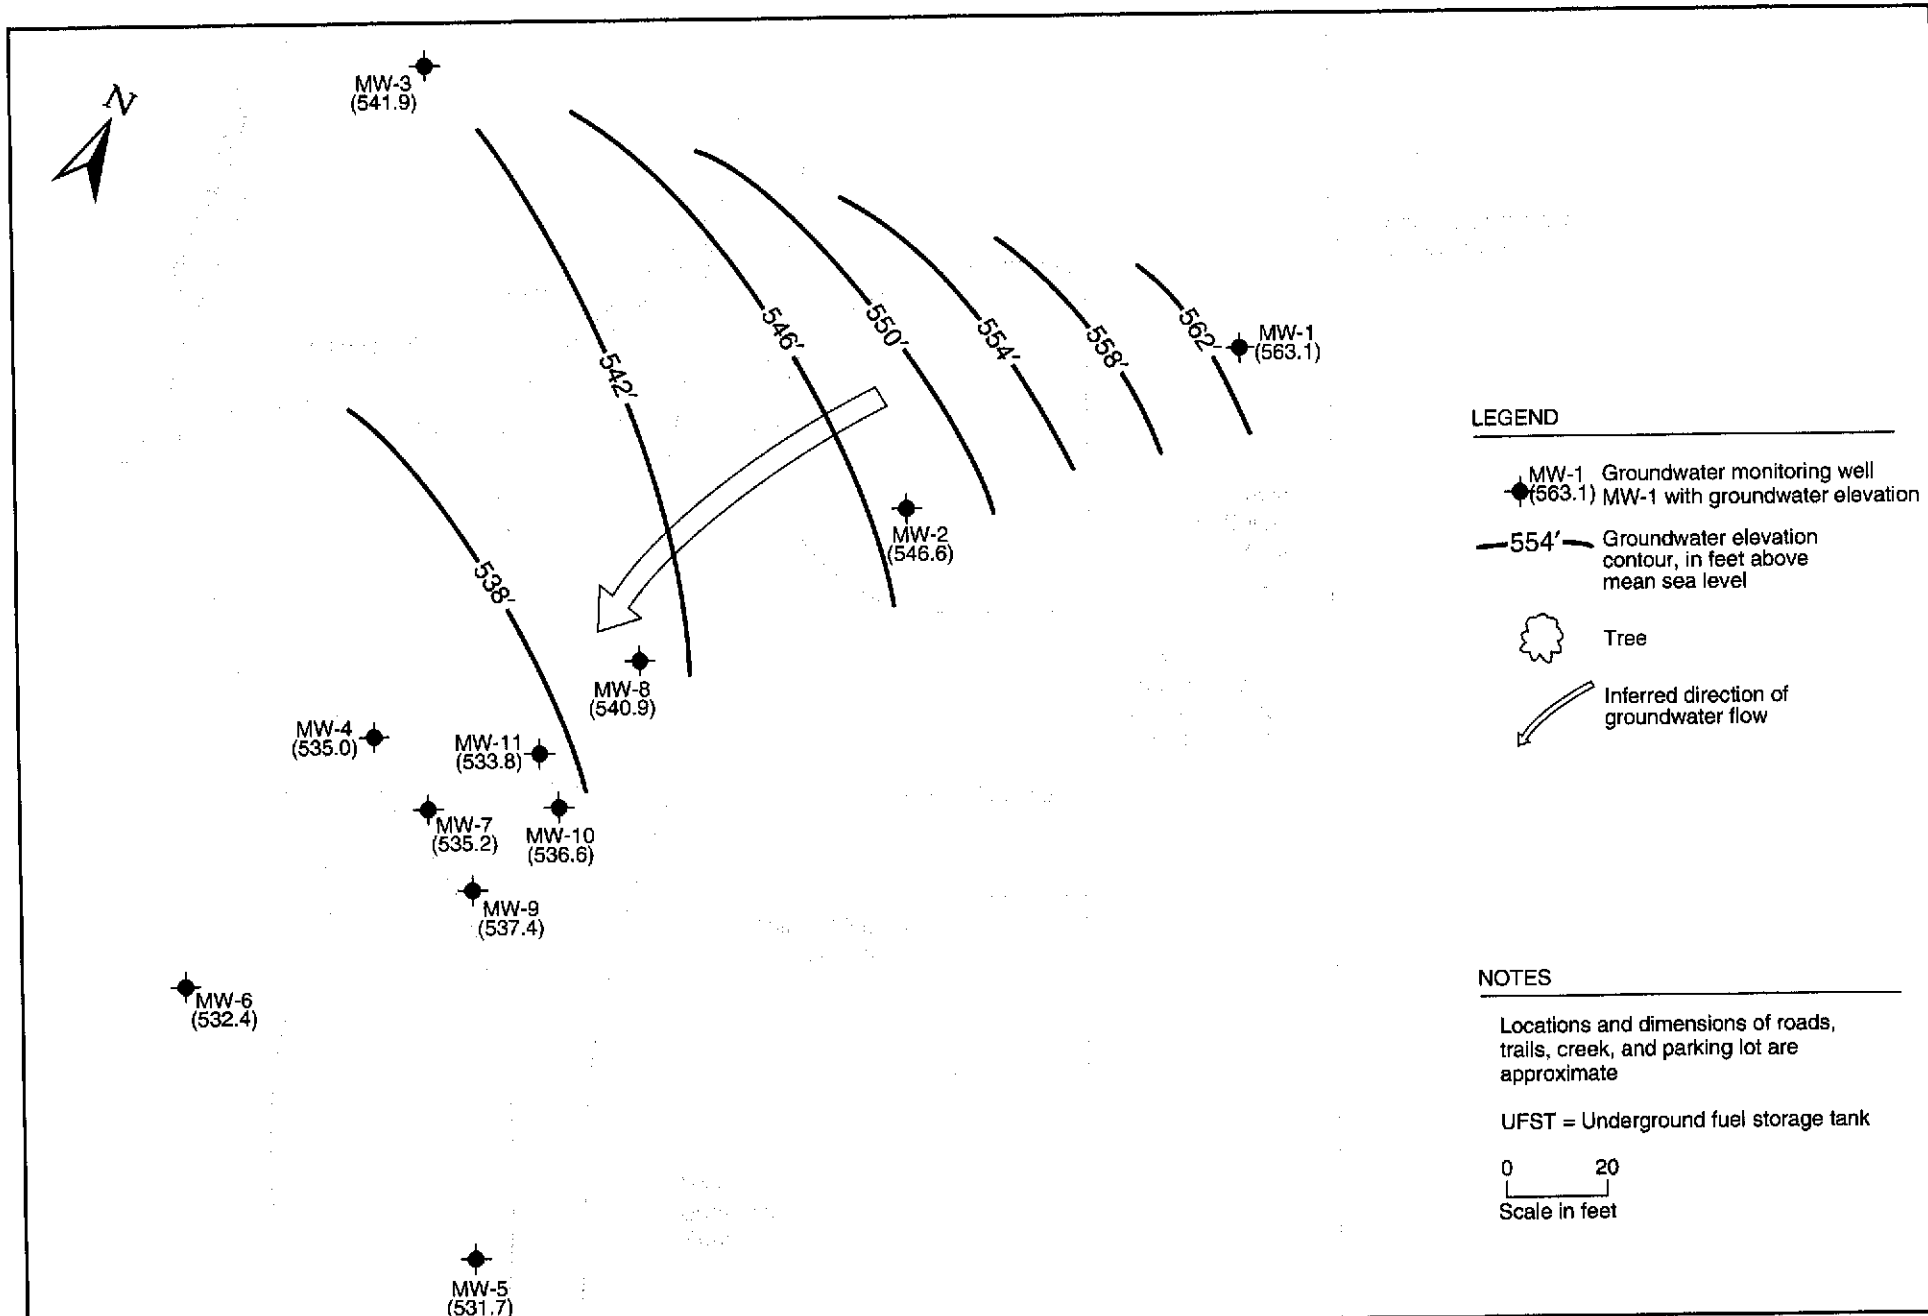 N
MW-3
(541.9)
546'
550'
554'
558'
562'
MW-1
(563.1)
542'
538'
MW-2
(546.6)
MW-8
(540.9)
MW-4
(535.0)
MW-11
(533.8)
MW-7
(535.2)
MW-10
(536.6)
MW-9
(537.4)
MW-6
(532.4)
MW-5
(531.7)
LEGEND
MW-1 Groundwater monitoring well
(563.1) MW-1 with groundwater elevation
554' Groundwater elevation
contour, in feet above
mean sea level
Tree
Inferred direction of
groundwater flow
NOTES
Locations and dimensions of roads,
trails, creek, and parking lot are
approximate
UFST = Underground fuel storage tank
0 20
Scale in feet